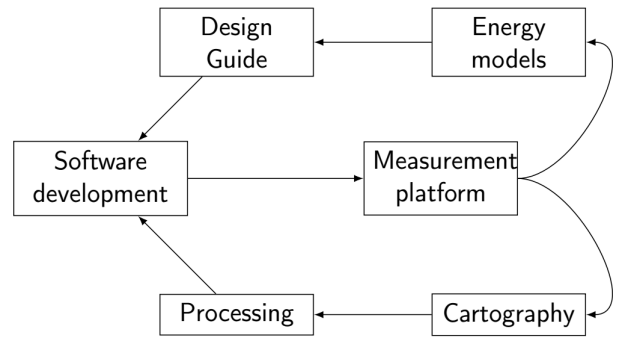 Design
Guide
Energy
models
Software
development
Measurement
platform
Processing
Cartography